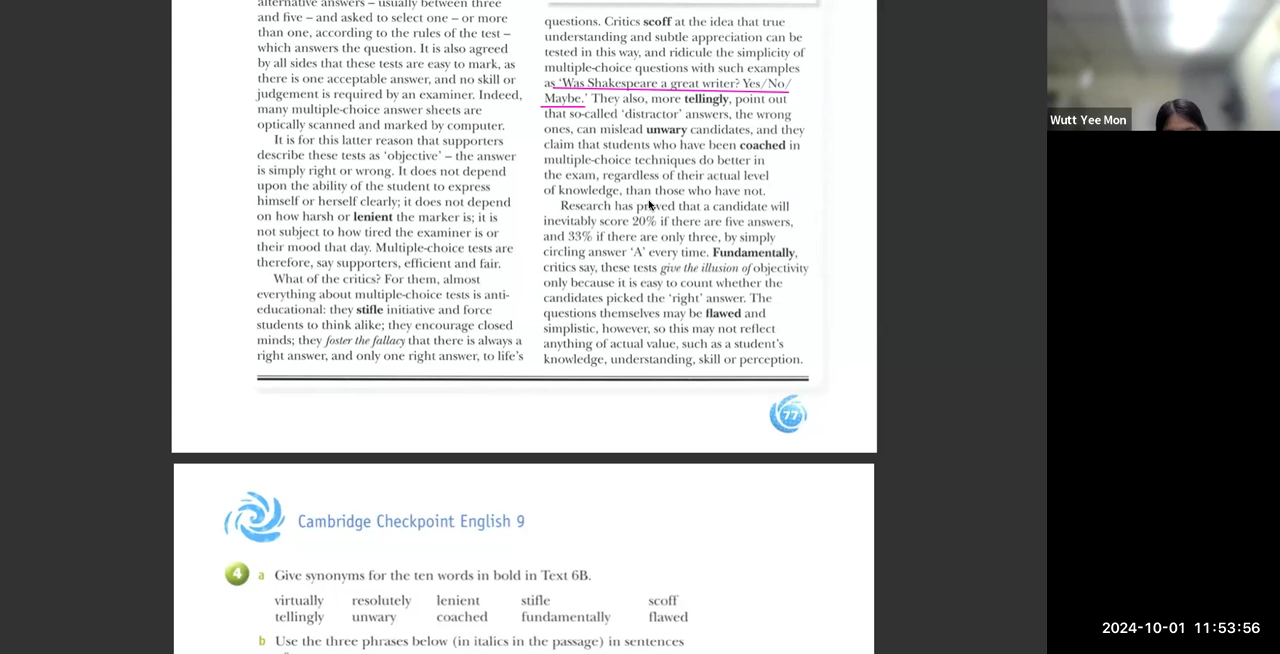 alternative answers – usually between three
and five – and asked to select one – or more
than one, according to the rules of the test –
which answers the question. It is also agreed
by all sides that these tests are easy to mark, as
there is one acceptable answer, and no skill or
judgement is required by an examiner. Indeed,
many multiple-choice answer sheets are
optically scanned and marked by computer.
It is for this latter reason that supporters
describe these tests as ‘objective’ – the answer
is simply right or wrong. It does not depend
upon the ability of the student to express
himself or herself clearly; it does not depend
on how harsh or lenient the marker is; it is
not subject to how tired the examiner is or
their mood that day. Multiple-choice tests are
therefore, say supporters, efficient and fair.
What of the critics? For them, almost
everything about multiple-choice tests is anti-
educational: they stifle initiative and force
students to think alike; they encourage closed
minds; they foster the fallacy that there is always a
right answer, and only one right answer, to life’s
questions. Critics scoff at the idea that true
understanding and subtle appreciation can be
tested in this way, and ridicule the simplicity of
multiple-choice questions with such examples
as ‘Was Shakespeare a great writer? Yes/No/
Maybe.’ They also, more tellingly, point out
that so-called ‘distractor’ answers, the wrong
ones, can mislead unwary candidates, and they
claim that students who have been coached in
multiple-choice techniques do better in
the exam, regardless of their actual level
of knowledge, than those who have not.
Research has proved that a candidate will
inevitably score 20% if there are five answers,
and 33% if there are only three, by simply
circling answer ‘A’ every time. Fundamentally,
critics say, these tests give the illusion of objectivity
only because it is easy to count whether the
candidates picked the ‘right’ answer. The
questions themselves may be flawed and
simplistic, however, so this may not reflect
anything of actual value, such as a student’s
knowledge, understanding, skill or perception.
77
Cambridge Checkpoint English 9
4 a Give synonyms for the ten words in bold in Text 6B.
virtually resolutely lenient stifle scoff
tellingly unwary coached fundamentally flawed
b Use the three phrases below (in italics in the passage) in sentences
Wutt Yee Mon
2024-10-01 11:53:56